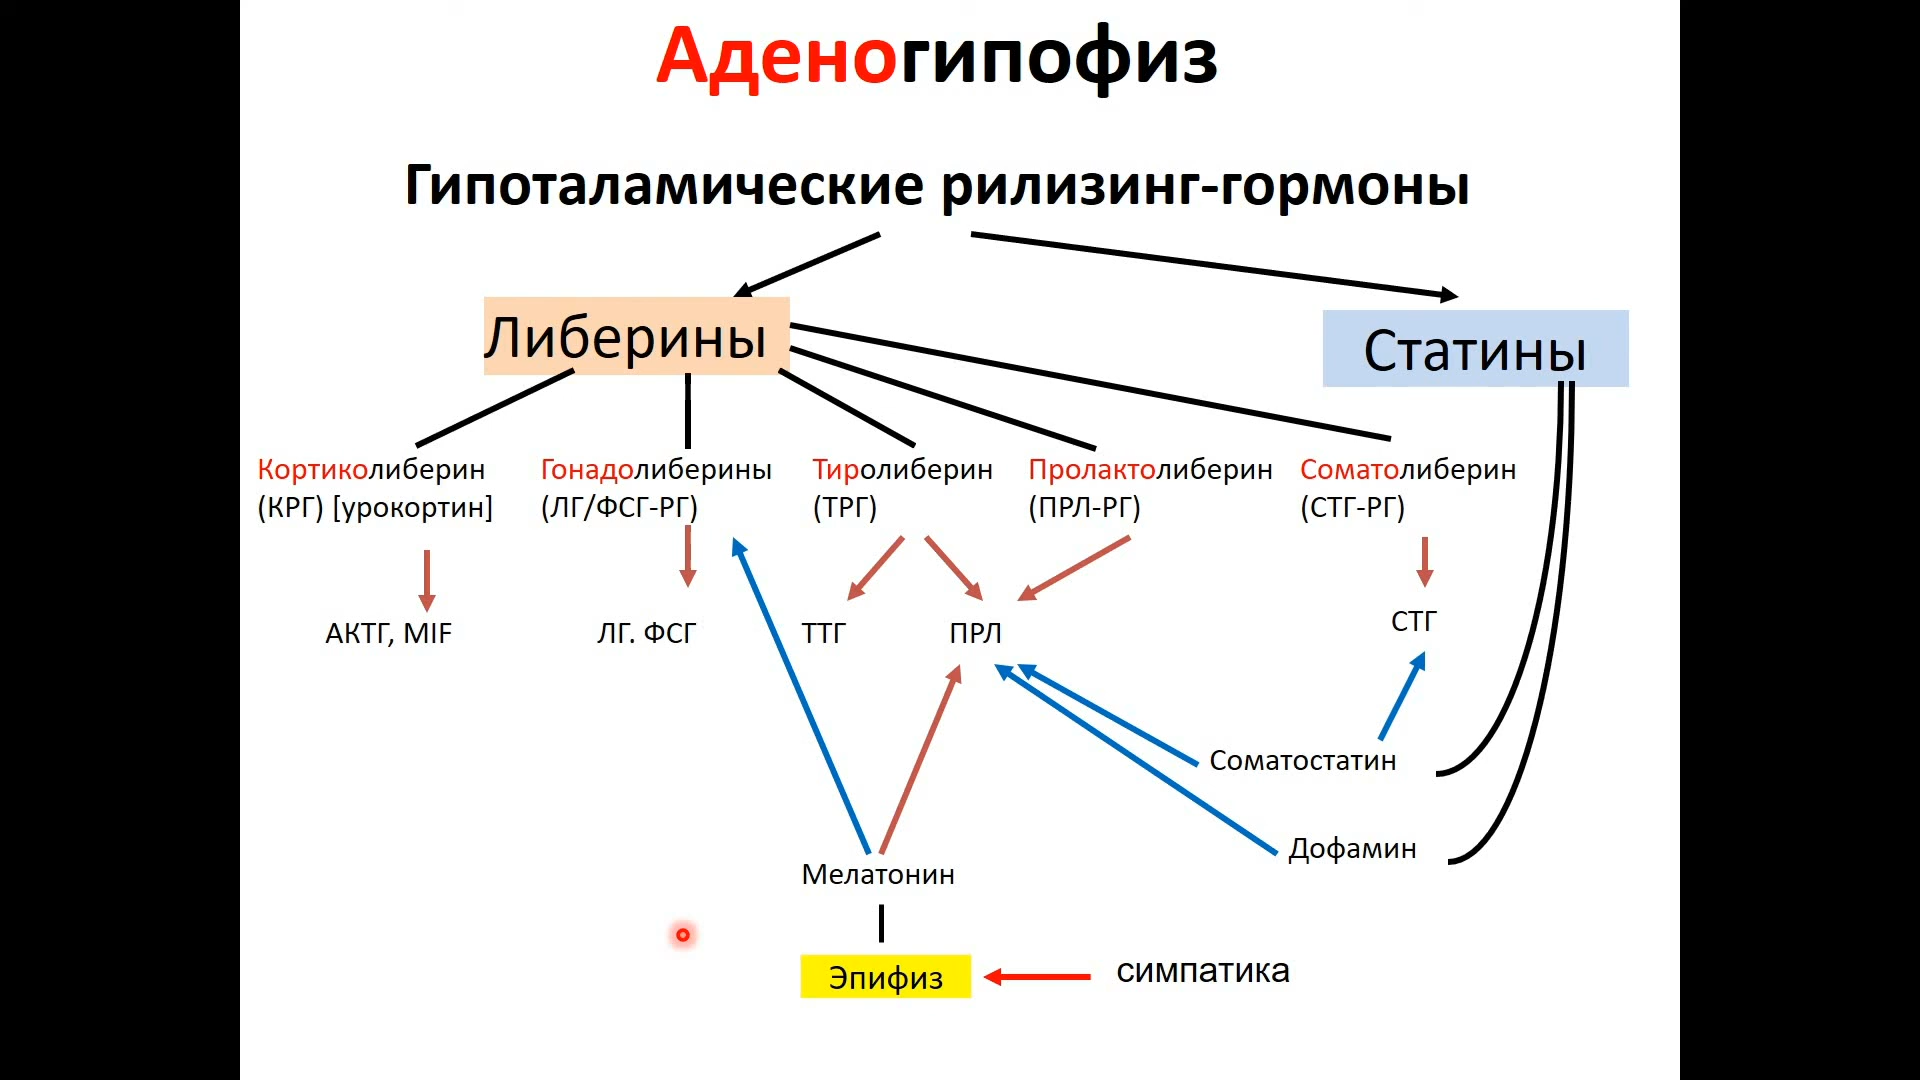 Аденогипофиз
Гипоталамические рилизинг-гормоны
Либерины
Статины
Кортиколиберин
(КРГ) [урокортин]
Гонадолиберины
(ЛГ/ФСГ-РГ)
Тиролиберин
(ТРГ)
Пролактолиберин
(ПРЛ-РГ)
Соматолиберин
(СТГ-РГ)
АКТГ, MIF
ЛГ. ФСГ
ТТГ
ПРЛ
СТГ
Соматостатин
Дофамин
Мелатонин
Эпифиз
симпатика